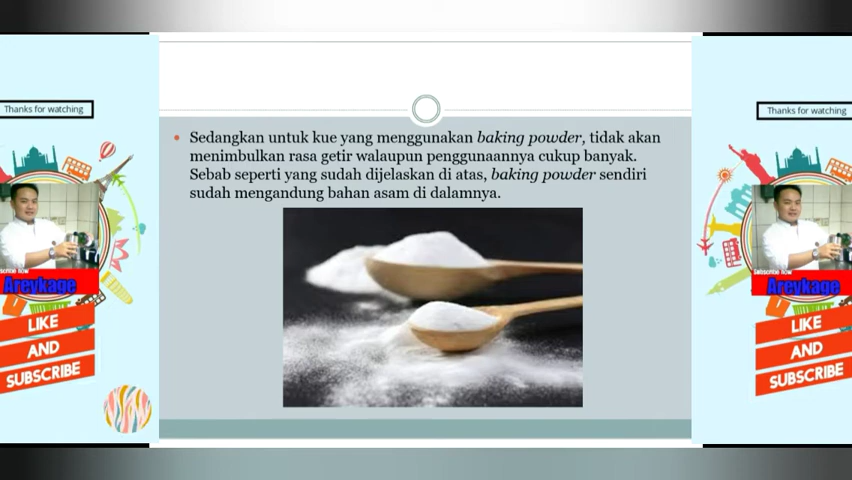 Thanks for watching
Sedangkan untuk kue yang menggunakan baking powder, tidak akan
menimbulkan rasa getir walaupun penggunaannya cukup banyak.
Sebab seperti yang sudah dijelaskan di atas, baking powder sendiri
sudah mengandung bahan asam di dalamnya.
Areykage
LIKE
AND
SUBSCRIBE
Thanks for watching
Subscribe Now
Areykage
LIKE
AND
SUBSCRIBE